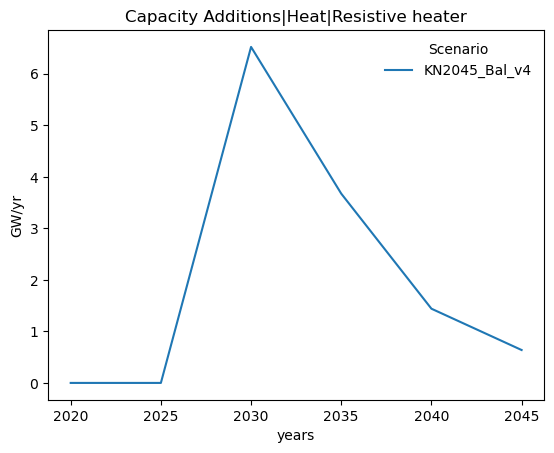 Capacity Additions|Heat|Resistive heater
Scenario
KN2045_Bal_v4
GW/yr
6
5
4
3
2
1
0
2020 2025 2030 2035 2040 2045
years